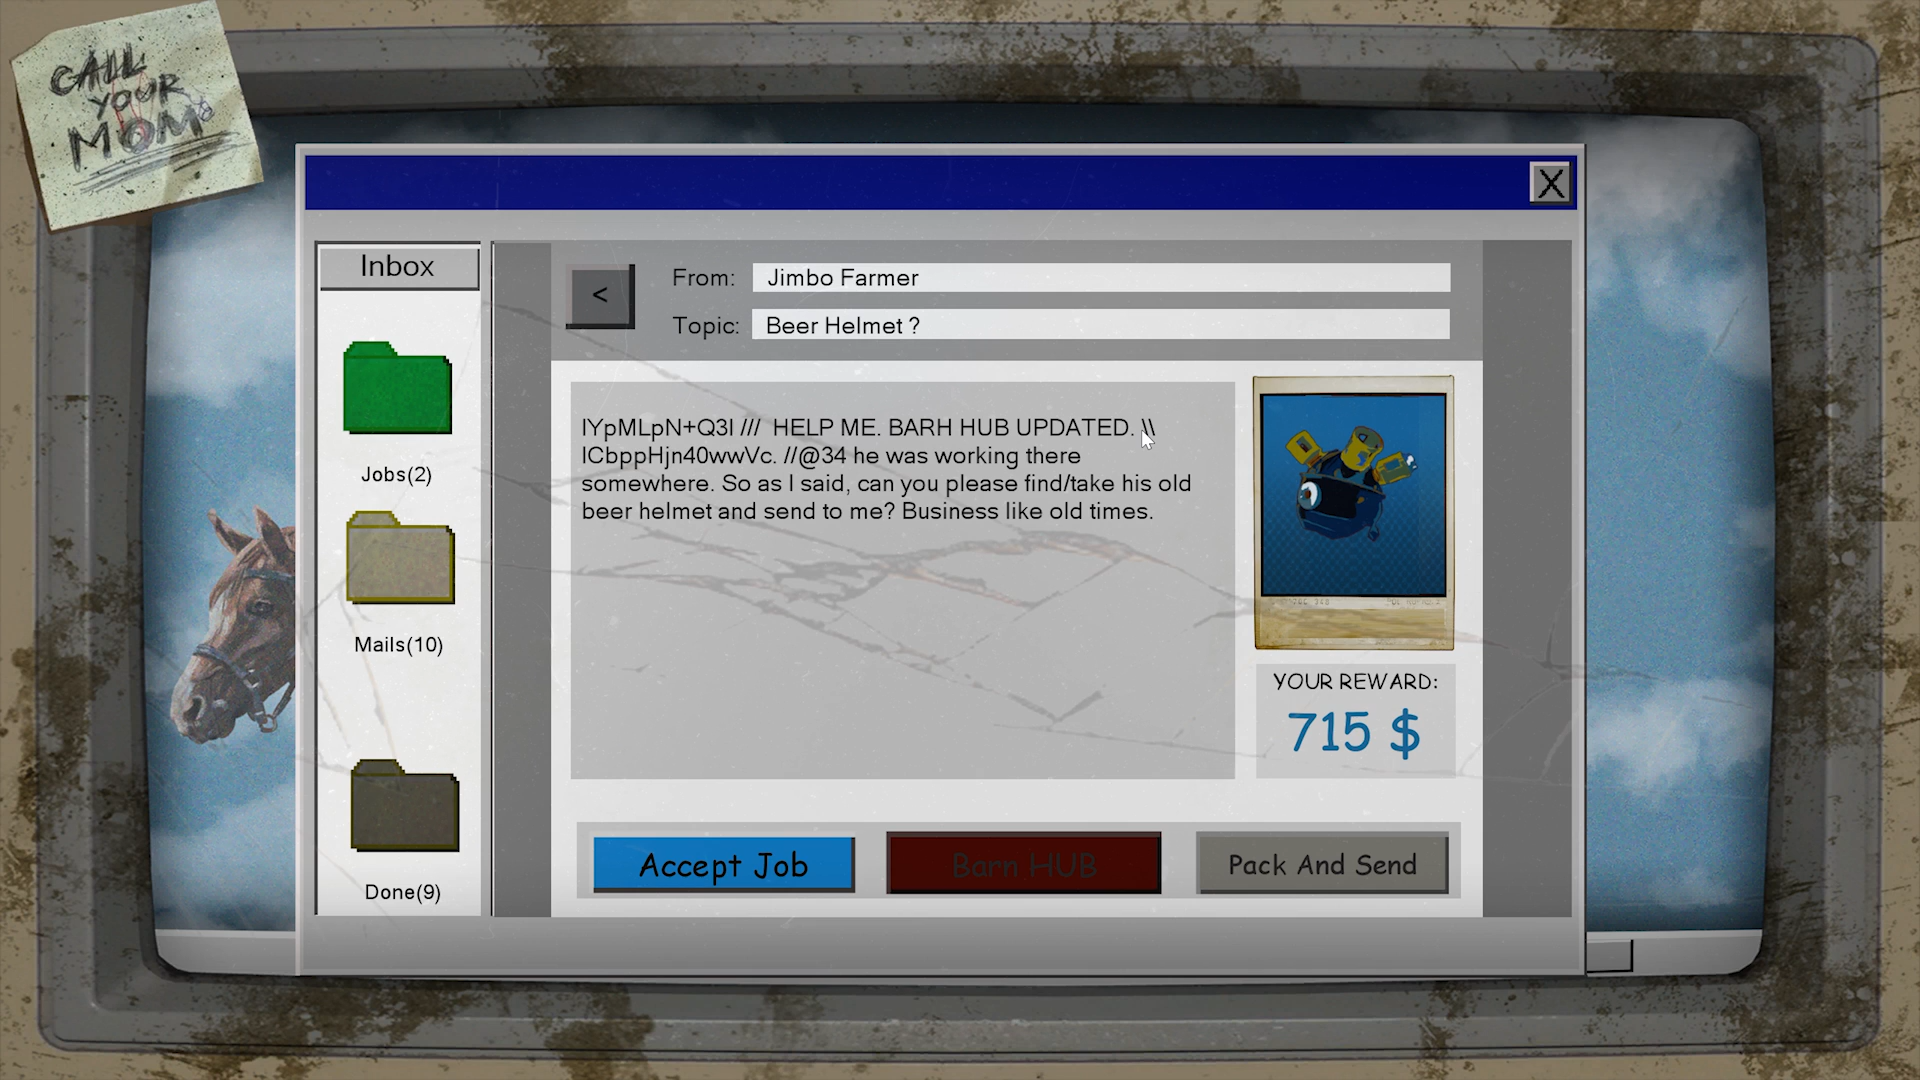 CALL
YOUR
MOM
X
Inbox
<
From: Jimbo Farmer
Topic: Beer Helmet ?
Jobs(2)
Mails(10)
Done(9)
lYpMLpN+Q3l /// HELP ME. BARH HUB UPDATED. \\
lCbppHjn40wwVc. //@34 he was working there
somewhere. So as I said, can you please find/take his old
beer helmet and send to me? Business like old times.
YOUR REWARD:
715 $
Accept Job
Barn HUB
Pack And Send